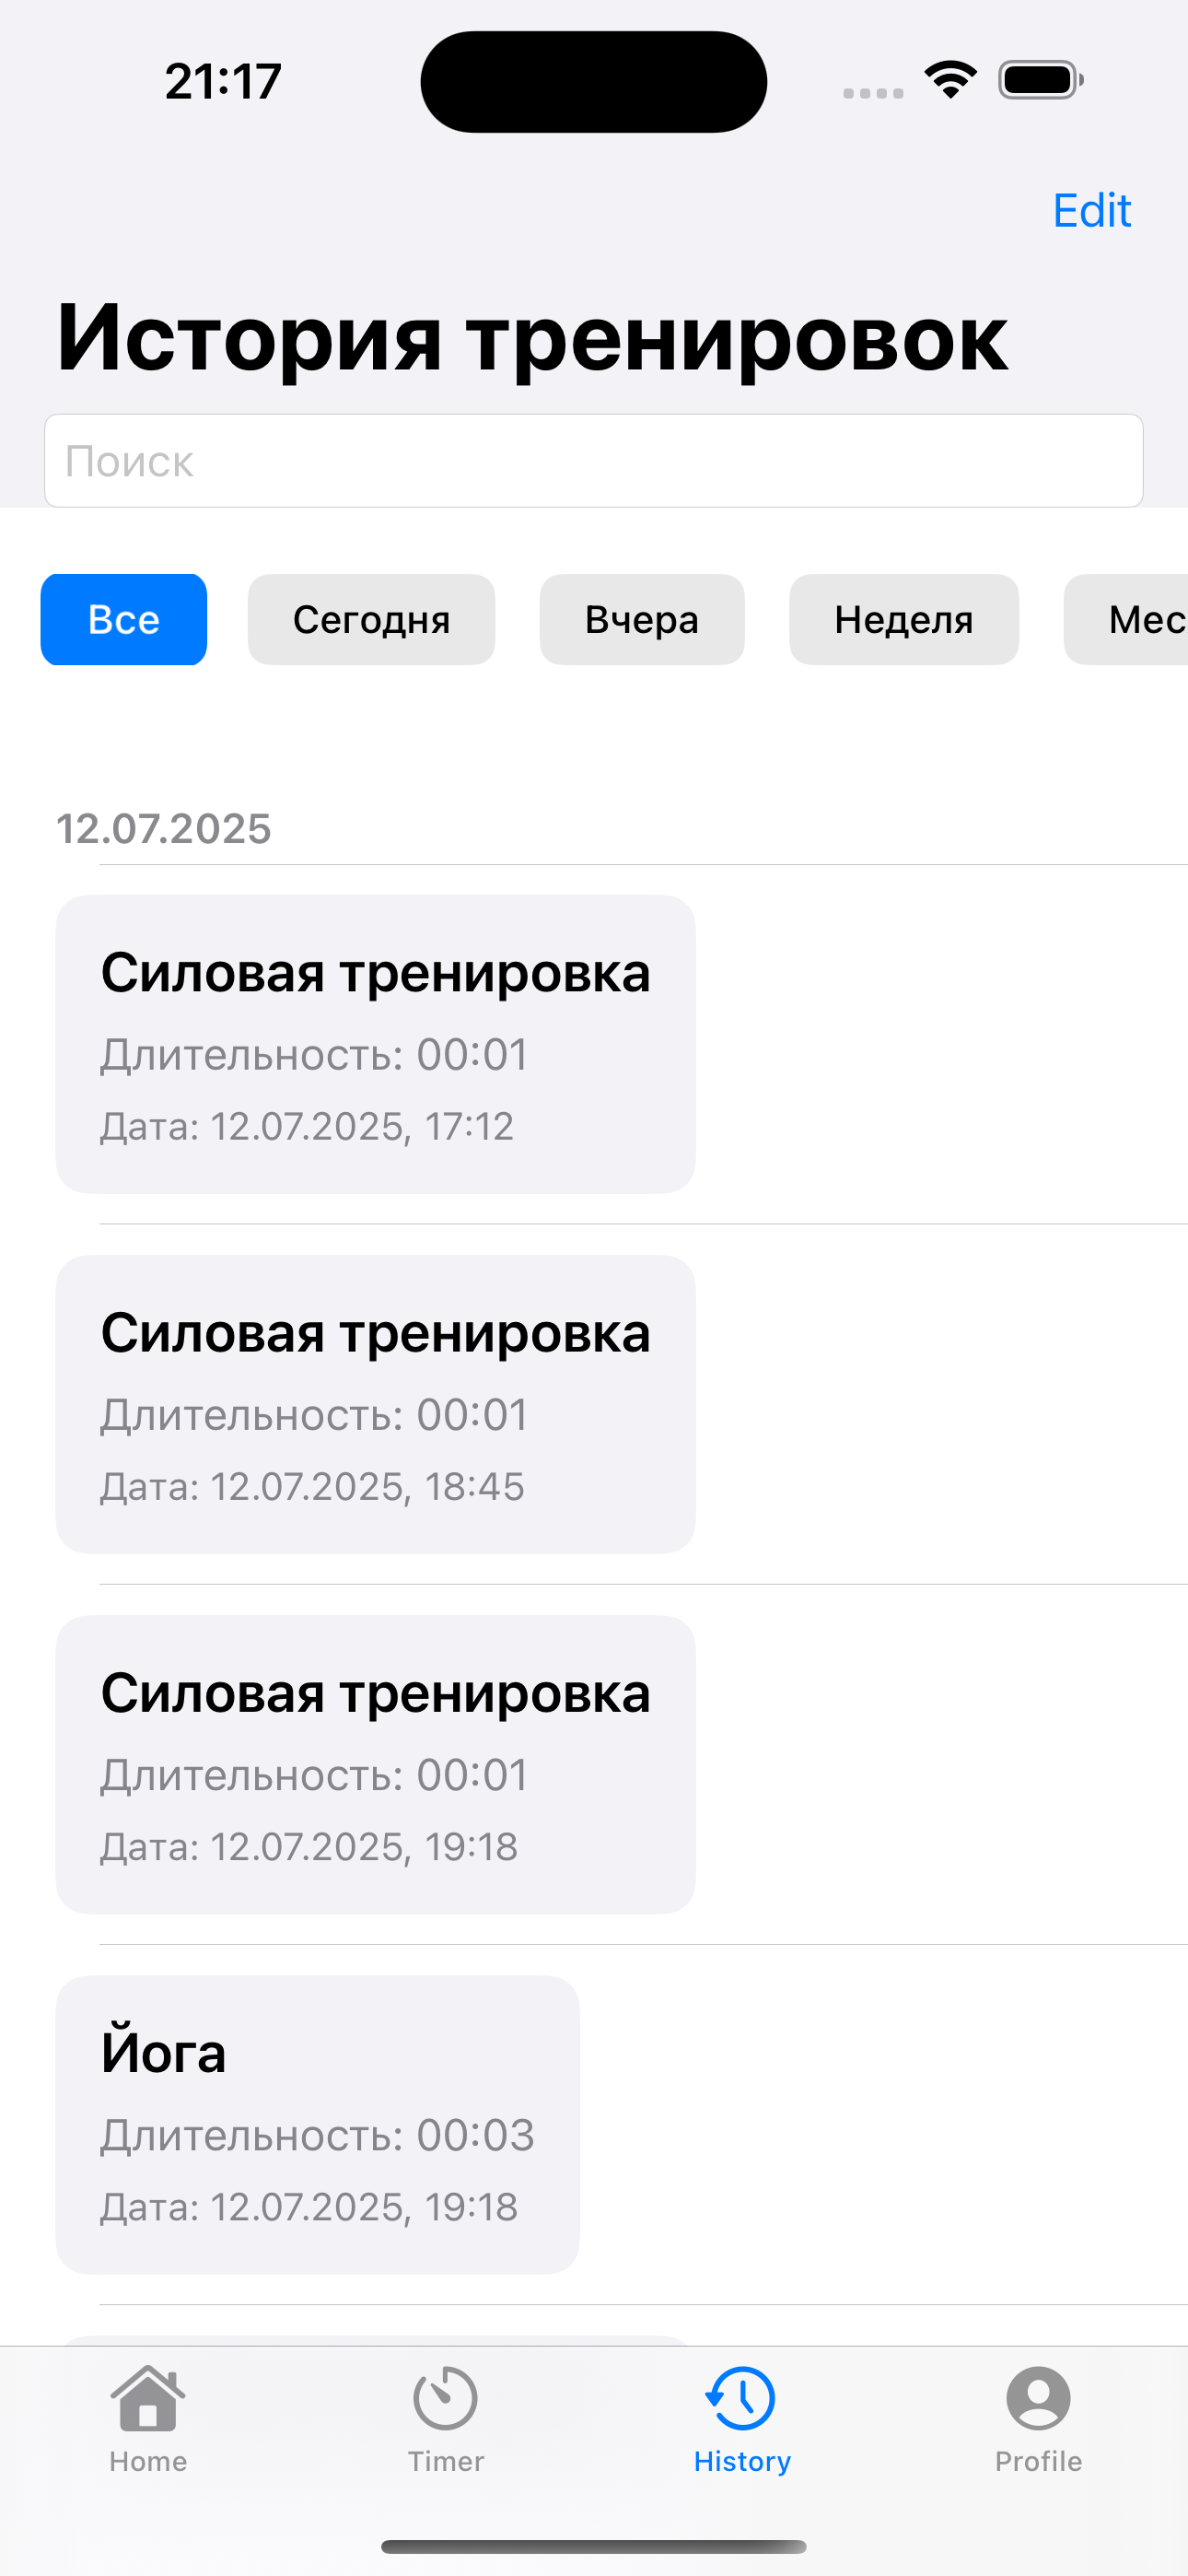 21:17
Edit
История тренировок
Поиск
Все Сегодня Вчера Неделя Мес
12.07.2025
Силовая тренировка
Длительность: 00:01
Дата: 12.07.2025, 17:12
Силовая тренировка
Длительность: 00:01
Дата: 12.07.2025, 18:45
Силовая тренировка
Длительность: 00:01
Дата: 12.07.2025, 19:18
Йога
Длительность: 00:03
Дата: 12.07.2025, 19:18
Home Timer History Profile